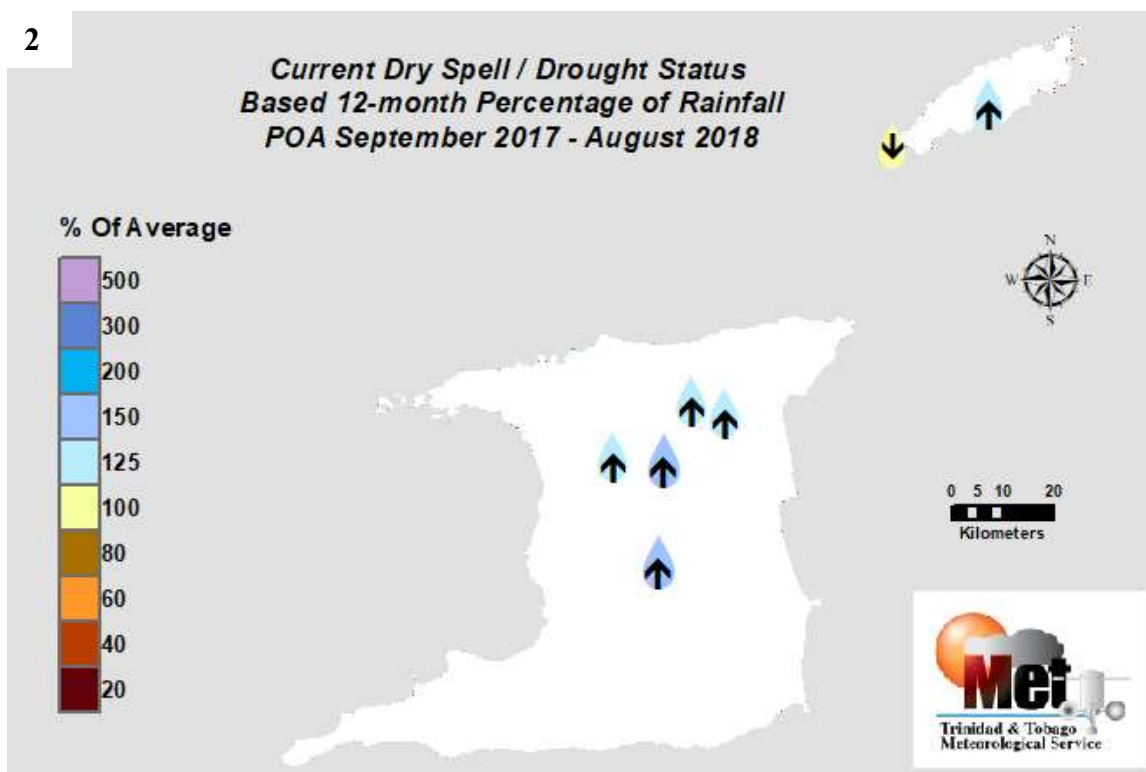 2
Current Dry Spell / Drought Status
Based 12-month Percentage of Rainfall
POA September 2017 - August 2018
% Of Average
500
300
200
150
125
100
80
60
40
20
N
W E
S
0 5 10 20
Kilometers
Met
Trinidad & Tobago
Meteorological Service